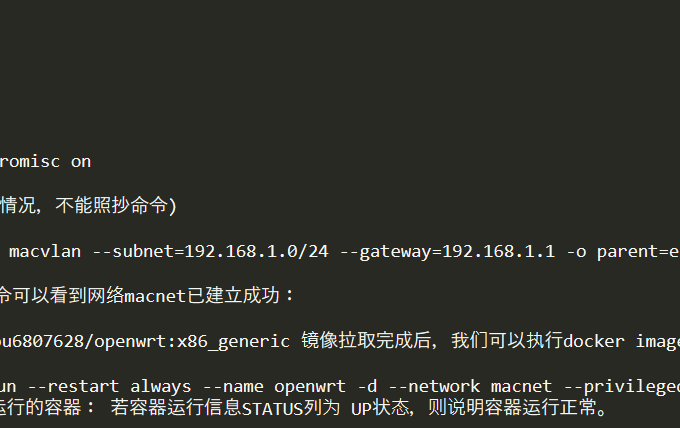 romisc on
情况, 不能照抄命令)
macvlan --subnet=192.168.1.0/24 --gateway=192.168.1.1 -o parent=e
令可以看到网络macnet已建立成功：
u6807628/openwrt:x86_generic 镜像拉取完成后, 我们可以执行docker image
un --restart always --name openwrt -d --network macnet --privileged
运行的容器： 若容器运行信息STATUS列为 UP状态, 则说明容器运行正常。